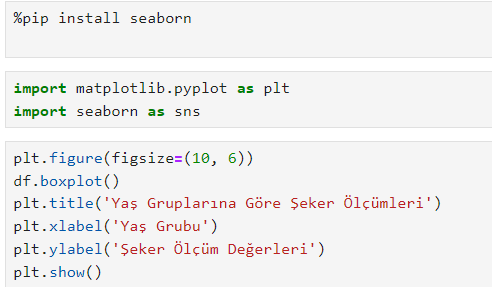 %pip install seaborn
import matplotlib.pyplot as plt
import seaborn as sns
plt.figure(figsize=(10, 6))
df.boxplot()
plt.title('Yaş Gruplarına Göre Şeker Ölçümleri')
plt.xlabel('Yaş Grubu')
plt.ylabel('Şeker Ölçüm Değerleri')
plt.show()